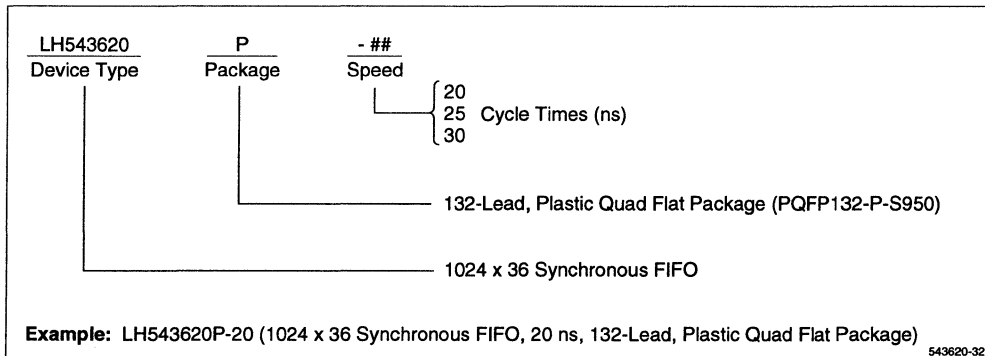 LH543620 P - ##
Device Type Package Speed
20
25 Cycle Times (ns)
30
132-Lead, Plastic Quad Flat Package (PQFP132-P-S950)
1024 x 36 Synchronous FIFO
Example: LH543620P-20 (1024 x 36 Synchronous FIFO, 20 ns, 132-Lead, Plastic Quad Flat Package)
543620-32